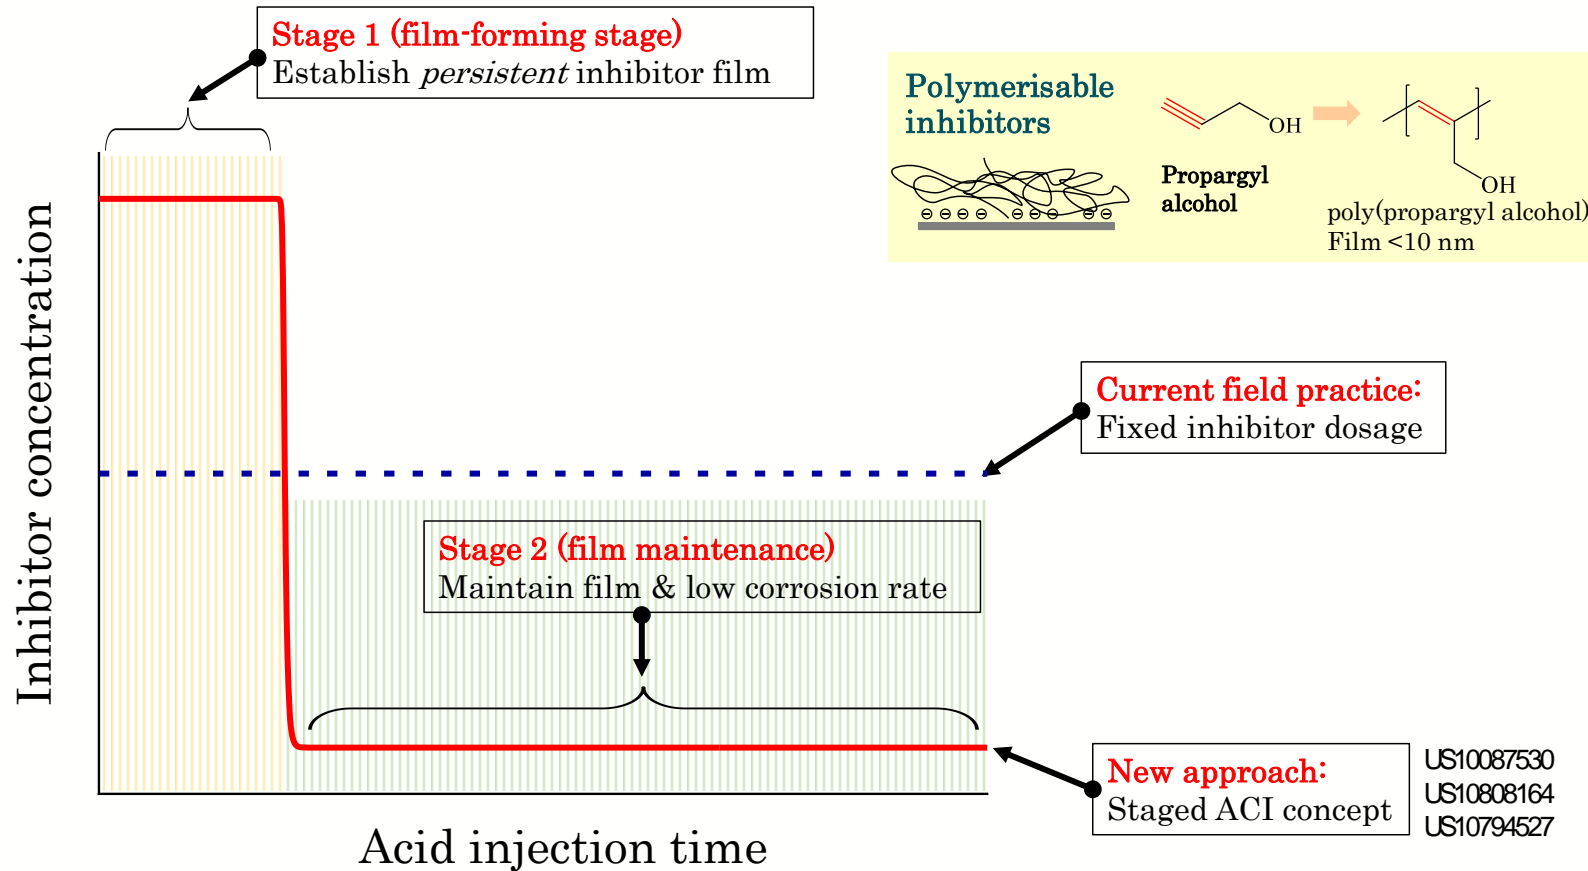 Stage 1 (film-forming stage)
Establish persistent inhibitor film
Polymerisable
inhibitors
OH
Propargyl
alcohol
OH
poly(propargyl alcohol)
Film <10 nm
Inhibitor concentration
Current field practice:
Fixed inhibitor dosage
Stage 2 (film maintenance)
Maintain film & low corrosion rate
New approach:
Staged ACI concept
US10087530
US10808164
US10794527
Acid injection time